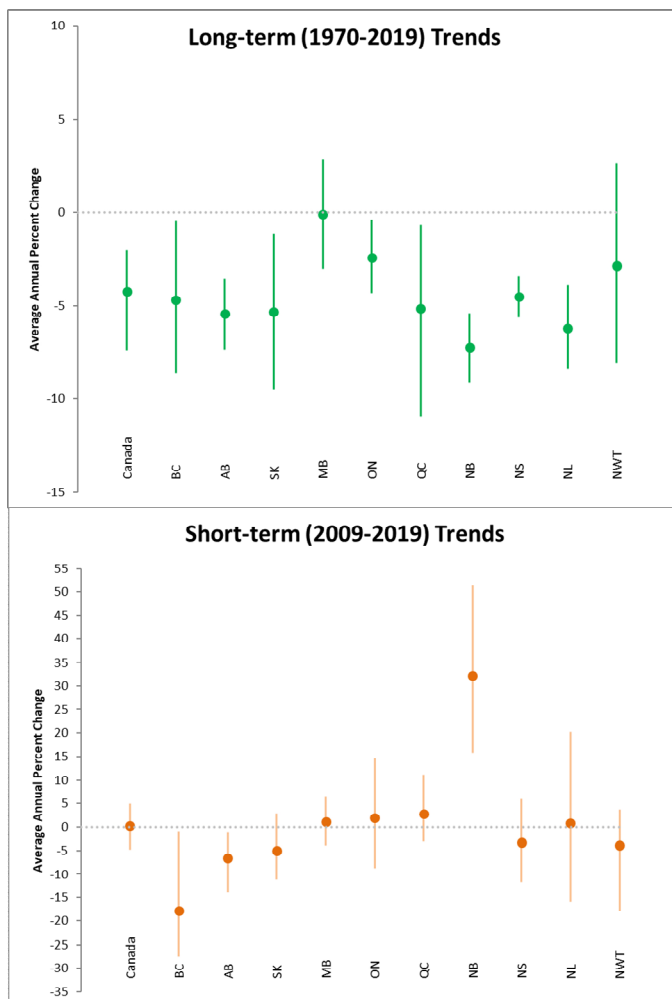 Long-term (1970-2019) Trends
Average Annual Percent Change
10
5
0
-5
-10
-15
Canada
BC
AB
SK
MB
ON
QC
NB
NS
NL
NWT
Short-term (2009-2019) Trends
Average Annual Percent Change
55
50
45
40
35
30
25
20
15
10
5
0
-5
-10
-15
-20
-25
30
-35
Canada
BC
AB
SK
MB
ON
QC
NB
NS
NL
NWT